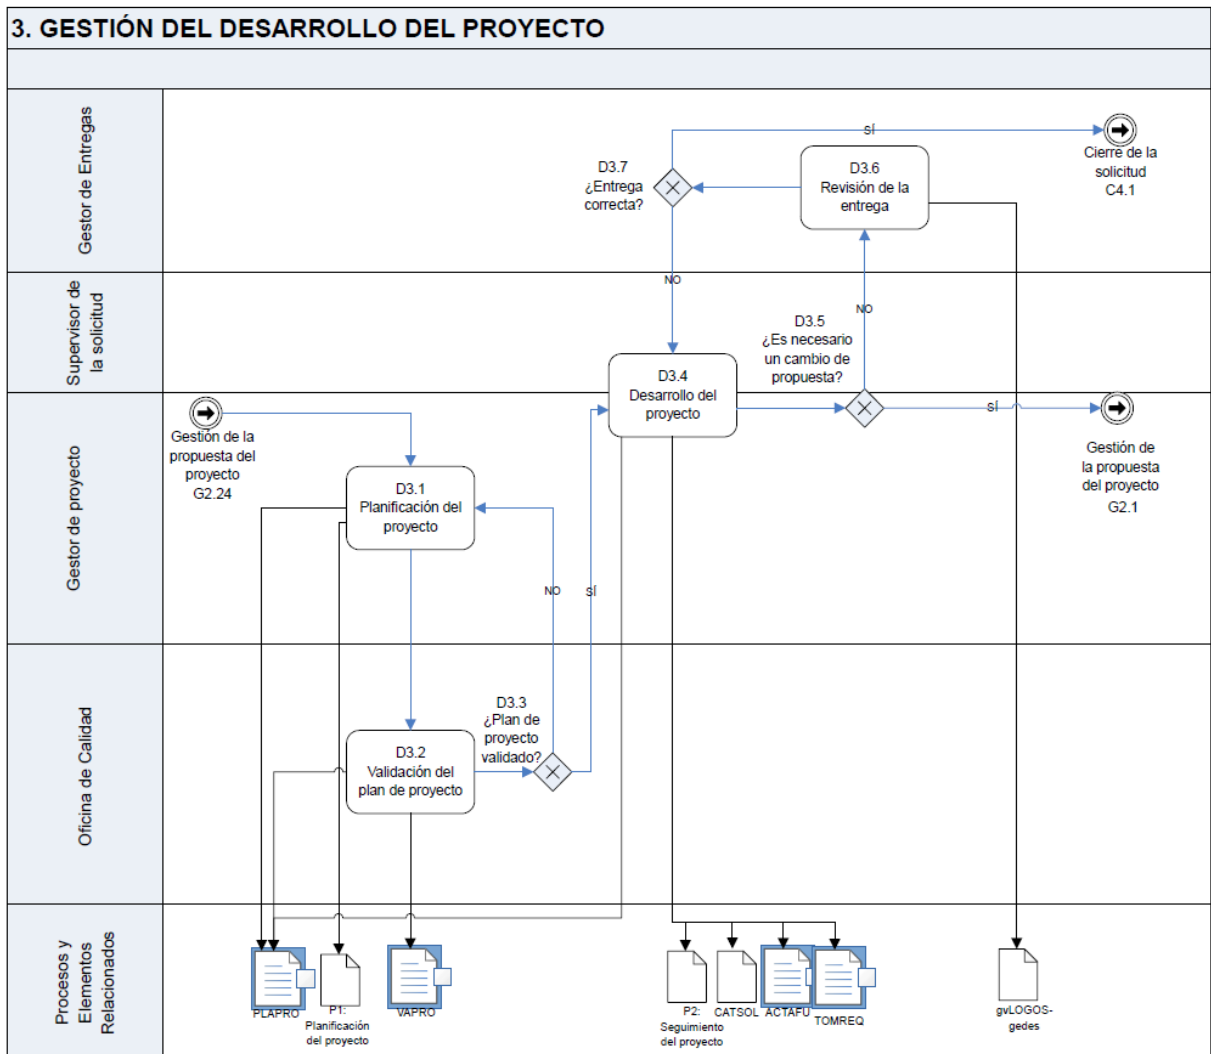 3. GESTIÓN DEL DESARROLLO DEL PROYECTO
Gestor de Entregas
D3.7
¿Entrega
correcta?
SÍ
D3.6
Revisión de la
entrega
Cierre de la
solicitud
C4.1
NO
Supervisor de
la solicitud
D3.4
Desarrollo del
proyecto
D3.5
¿Es necesario
un cambio de
propuesta?
NO
SÍ
Gestor de proyecto
Gestión de la
propuesta del
proyecto
G2.24
D3.1
Planificación del
proyecto
NO
SÍ
Gestión de
la propuesta
del proyecto
G2.1
Oficina de Calidad
D3.2
Validación del
plan de proyecto
D3.3
¿Plan de
proyecto
validado?
Procesos y
Elementos
Relacionados
PLAPRO
P1:
Planificación
del proyecto
VAPRO
P2:
Seguimiento
del proyecto
CATSOL
ACTAFU
TOMREQ
gvLOGOS-
gedes